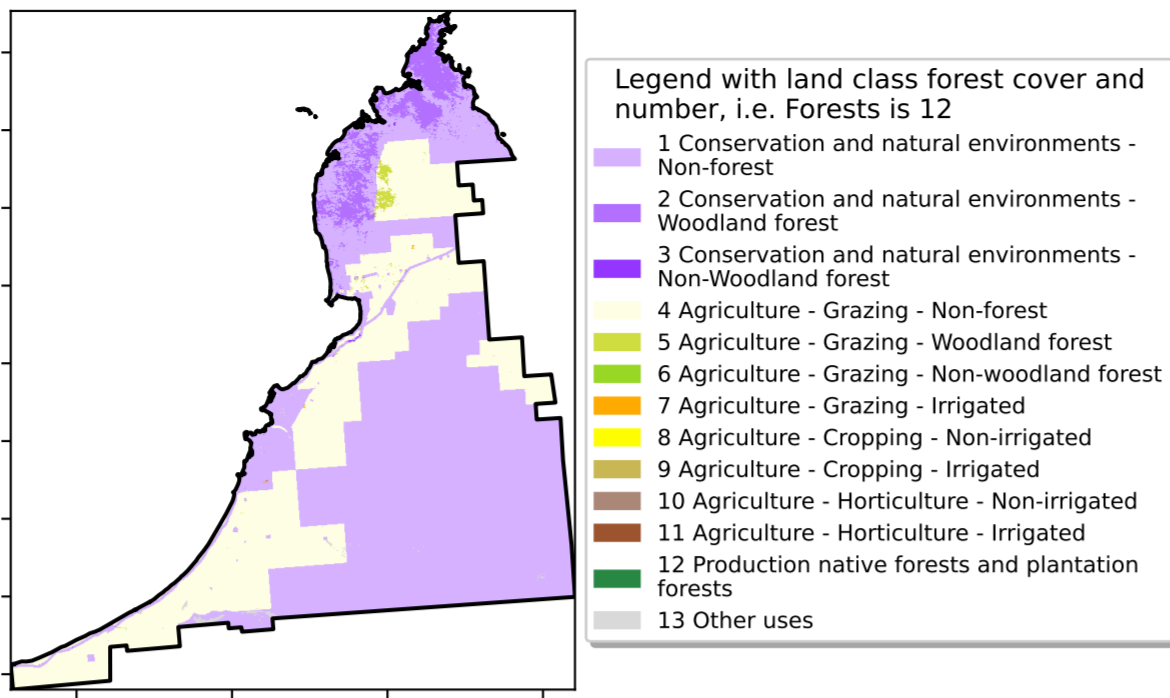 Legend with land class forest cover and
number, i.e. Forests is 12
1 Conservation and natural environments -
Non-forest
2 Conservation and natural environments -
Woodland forest
3 Conservation and natural environments -
Non-Woodland forest
4 Agriculture - Grazing - Non-forest
5 Agriculture - Grazing - Woodland forest
6 Agriculture - Grazing - Non-woodland forest
7 Agriculture - Grazing - Irrigated
8 Agriculture - Cropping - Non-irrigated
9 Agriculture - Cropping - Irrigated
10 Agriculture - Horticulture - Non-irrigated
11 Agriculture - Horticulture - Irrigated
12 Production native forests and plantation
forests
13 Other uses